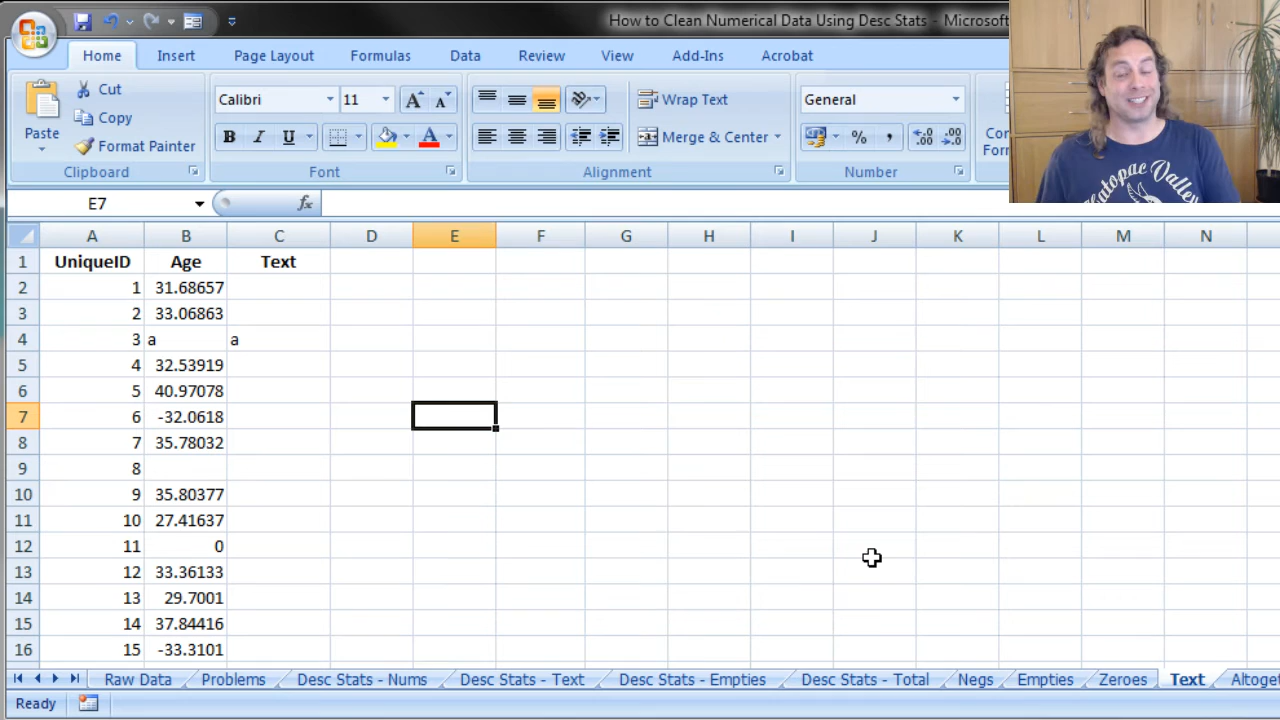 How to Clean Numerical Data Using Desc Stats - Microsoft
Home Insert Page Layout Formulas Data Review View Add-Ins Acrobat
Paste
Cut
Copy
Format Painter
Clipboard
Calibri 11
B I U
Font
Wrap Text
Merge & Center
Alignment
General
% ,
Number
Con
Form
Valley
E7 fx
A B C D E F G H I J K L M N
1 UniqueID Age Text
2 1 31.68657
3 2 33.06863
4 3 a a
5 4 32.53919
6 5 40.97078
7 6 -32.0618
8 7 35.78032
9 8
10 9 35.80377
11 10 27.41637
12 11 0
13 12 33.36133
14 13 29.7001
15 14 37.84416
16 15 -33.3101
Raw Data Problems Desc Stats - Nums Desc Stats - Text Desc Stats - Empties Desc Stats - Total Negs Empties Zeroes Text Altoget
Ready